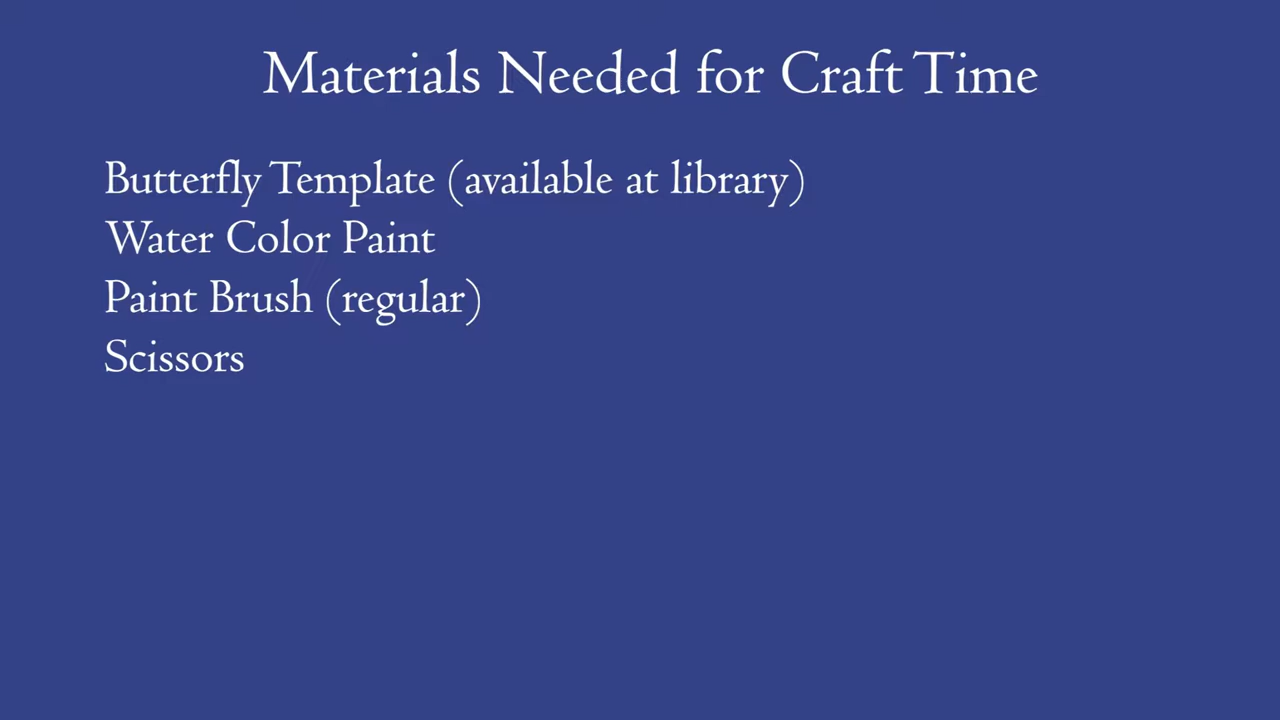 Materials Needed for Craft Time
Butterfly Template (available at library)
Water Color Paint
Paint Brush (regular)
Scissors